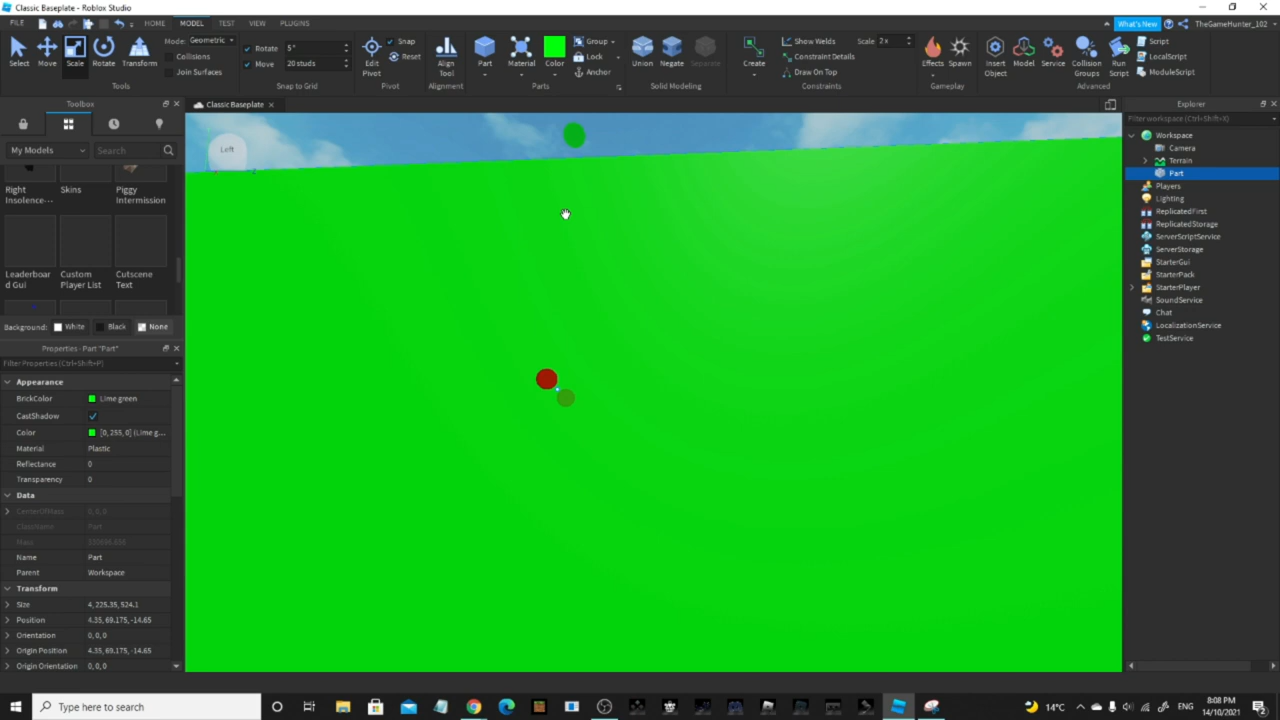 Classic Baseplate - Roblox Studio
FILE HOME MODEL TEST VIEW PLUGINS What's New TheGameHunter_102
Select Move Scale Rotate Transform
Mode: Geometric
Collisions
Join Surfaces
Tools
Rotate 5°
Move 20 studs
Snap to Grid
Edit Pivot
Snap
Reset
Pivot
Align Tool
Alignment
Part Material Color
Group
Lock
Anchor
Parts
Union Negate Separate
Solid Modeling
Create
Show Welds Scale 2x
Constraint Details
Draw On Top
Constraints
Effects Spawn
Gameplay
Insert Object Model Service Collision Groups Run Script
Script
LocalScript
ModuleScript
Advanced
Toolbox
Classic Baseplate
My Models Search
Right Insolence... Skins Piggy Intermission
Leaderboar d Gui Custom Player List Cutscene Text
Background: White Black None
Left
Properties - Part "Part"
Filter Properties (Ctrl+Shift+P)
Appearance
BrickColor Lime green
CastShadow
Color [0, 255, 0] (Lime g...
Material Plastic
Reflectance 0
Transparency 0
Data
CenterOfMass 0, 0, 0
ClassName Part
Mass
Name Part
Parent Workspace
Transform
Size 4, 225.35, 524.1
Position 4.35, 69.175, -14.65
Orientation 0, 0, 0
Origin Position 4.35, 69.175, -14.65
Origin Orientation 0, 0, 0
Explorer
Filter workspace (Ctrl+Shift+X)
Workspace
Camera
Terrain
Part
Players
Lighting
ReplicatedFirst
ReplicatedStorage
ServerScriptService
ServerStorage
StarterGui
StarterPack
StarterPlayer
SoundService
Chat
LocalizationService
TestService
Type here to search
14°C
8:08 PM
14/10/2021
2